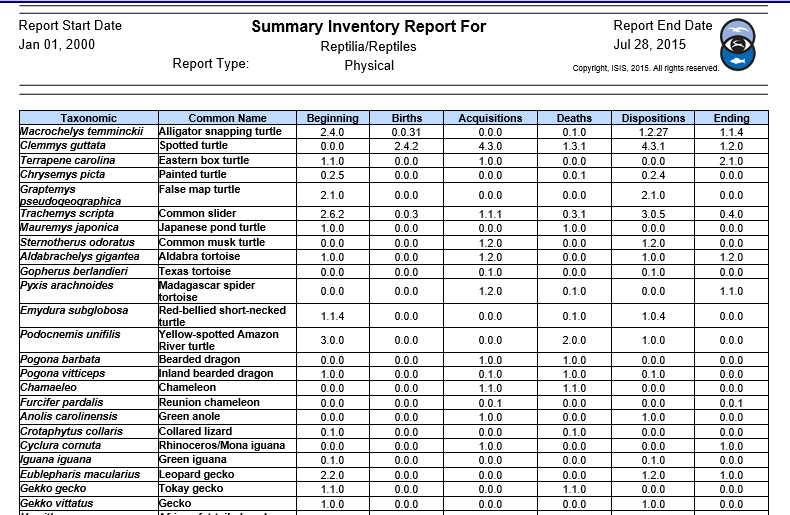 Report Start Date Summary Inventory Report For Report End Date
Jan 01, 2000 Reptilia/Reptiles Jul 28, 2015
Report Type: Physical Copyright, ISIS, 2015. All rights reserved.
Taxonomic Common Name Beginning Births Acquisitions Deaths Dispositions Ending
Macrochelys temminckii Alligator snapping turtle 2.4.0 0.0.31 0.0.0 0.1.0 1.2.27 1.1.4
Clemmys guttata Spotted turtle 0.0.0 2.4.2 4.3.0 1.3.1 4.3.1 1.2.0
Terrapene carolina Eastern box turtle 1.1.0 0.0.0 1.0.0 0.0.0 0.0.0 2.1.0
Chrysemys picta Painted turtle 0.2.5 0.0.0 0.0.0 0.0.1 0.2.4 0.0.0
Graptemys False map turtle
pseudogeographica 2.1.0 0.0.0 0.0.0 0.0.0 2.1.0 0.0.0
Trachemys scripta Common slider 2.6.2 0.0.3 1.1.1 0.3.1 3.0.5 0.4.0
Mauremys japonica Japanese pond turtle 1.0.0 0.0.0 0.0.0 1.0.0 0.0.0 0.0.0
Sternotherus odoratus Common musk turtle 0.0.0 0.0.0 1.2.0 0.0.0 1.2.0 0.0.0
Aldabrachelys gigantea Aldabra tortoise 1.0.0 0.0.0 1.2.0 0.0.0 1.0.0 1.2.0
Gopherus berlandieri Texas tortoise 0.0.0 0.0.0 0.1.0 0.0.0 0.1.0 0.0.0
Pyxis arachnoides Madagascar spider
tortoise 0.0.0 0.0.0 1.2.0 0.1.0 0.0.0 1.1.0
Emydura subglobosa Red-bellied short-necked
turtle 1.1.4 0.0.0 0.0.0 0.1.0 1.0.4 0.0.0
Podocnemis unifilis Yellow-spotted Amazon
River turtle 3.0.0 0.0.0 0.0.0 2.0.0 1.0.0 0.0.0
Pogona barbata Bearded dragon 0.0.0 0.0.0 1.0.0 1.0.0 0.0.0 0.0.0
Pogona vitticeps Inland bearded dragon 1.0.0 0.0.0 0.1.0 1.0.0 0.1.0 0.0.0
Chamaeleo Chameleon 0.0.0 0.0.0 1.1.0 1.1.0 0.0.0 0.0.0
Furcifer pardalis Reunion chameleon 0.0.0 0.0.0 0.0.1 0.0.0 0.0.0 0.0.1
Anolis carolinensis Green anole 0.0.0 0.0.0 1.0.0 0.0.0 1.0.0 0.0.0
Crotaphytus collaris Collared lizard 0.1.0 0.0.0 0.0.0 0.1.0 0.0.0 0.0.0
Cyclura cornuta Rhinoceros/Mona iguana 0.0.0 0.0.0 1.0.0 0.0.0 0.0.0 1.0.0
Iguana iguana Green iguana 0.1.0 0.0.0 0.0.0 0.0.0 0.1.0 0.0.0
Eublepharis macularius Leopard gecko 2.2.0 0.0.0 0.0.0 0.0.0 1.2.0 1.0.0
Gekko gecko Tokay gecko 1.1.0 0.0.0 0.0.0 1.1.0 0.0.0 0.0.0
Gekko vittatus Gecko 1.0.0 0.0.0 0.0.0 0.0.0 1.0.0 0.0.0